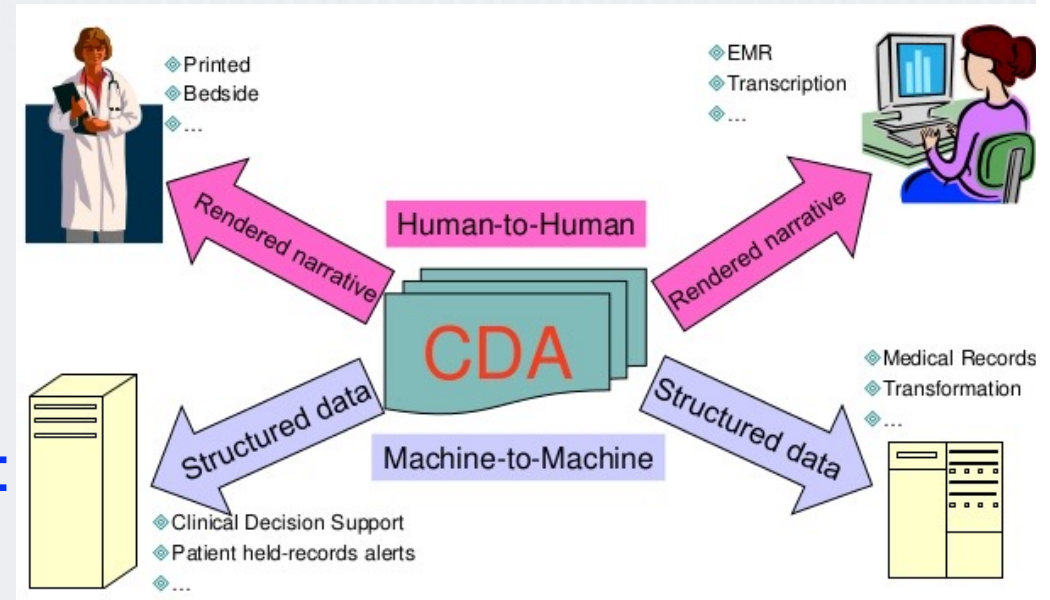 Printed
Bedside
...
EMR
Transcription
...
Rendered narrative
Human-to-Human
Rendered narrative
CDA
Structured data
Machine-to-Machine
Structured data
Medical Records
Transformation
...
Clinical Decision Support
Patient held-records alerts
...